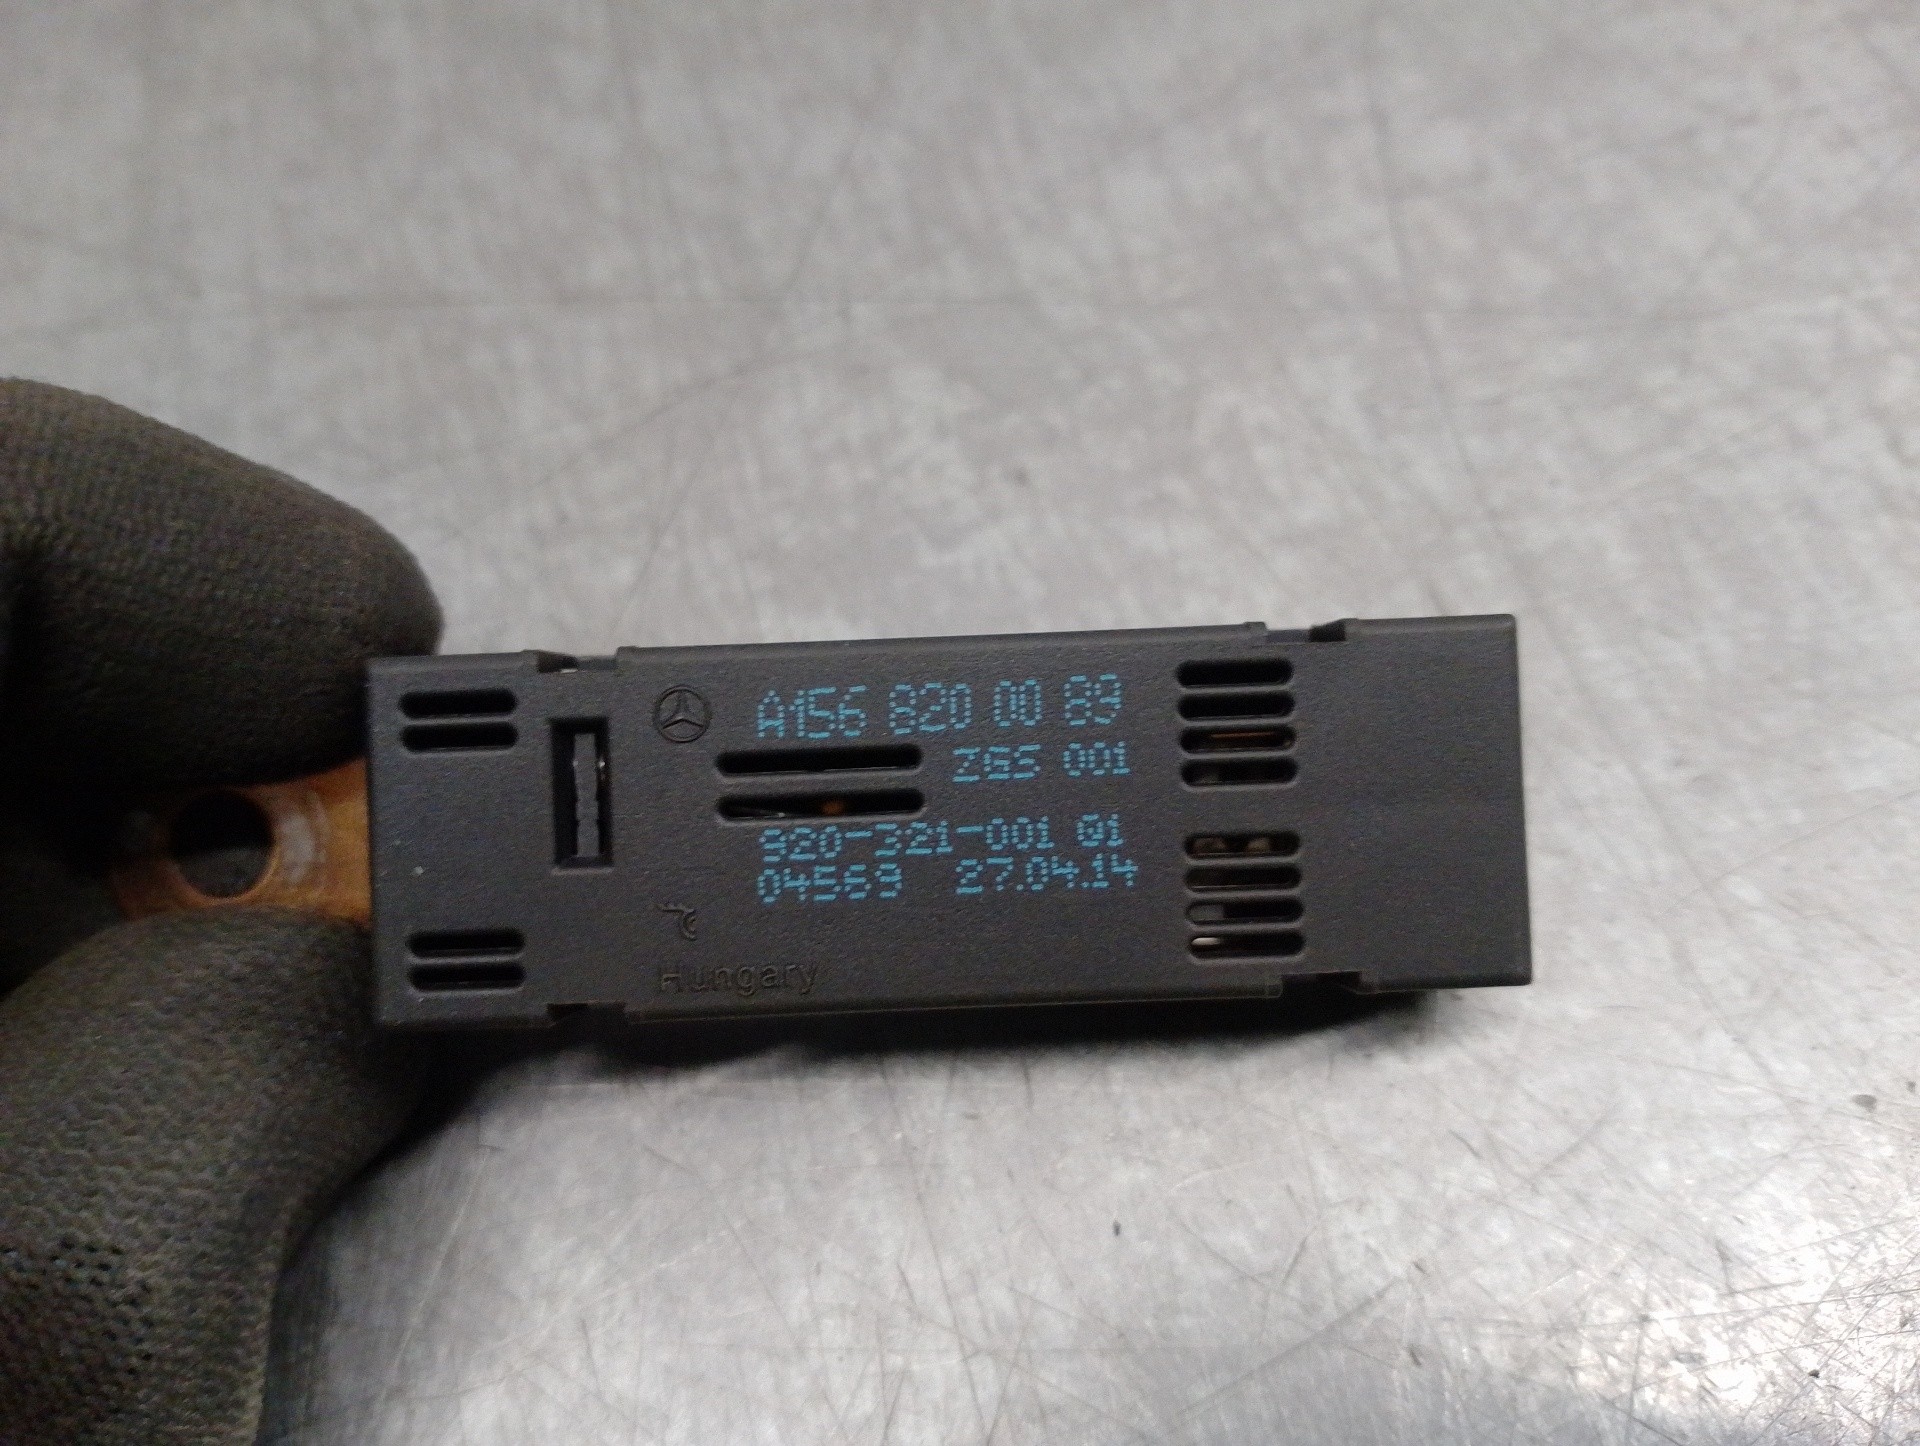 A156 820 00 89
ZGS 001
920-321-001 01
04569 27.04.14
Hungary